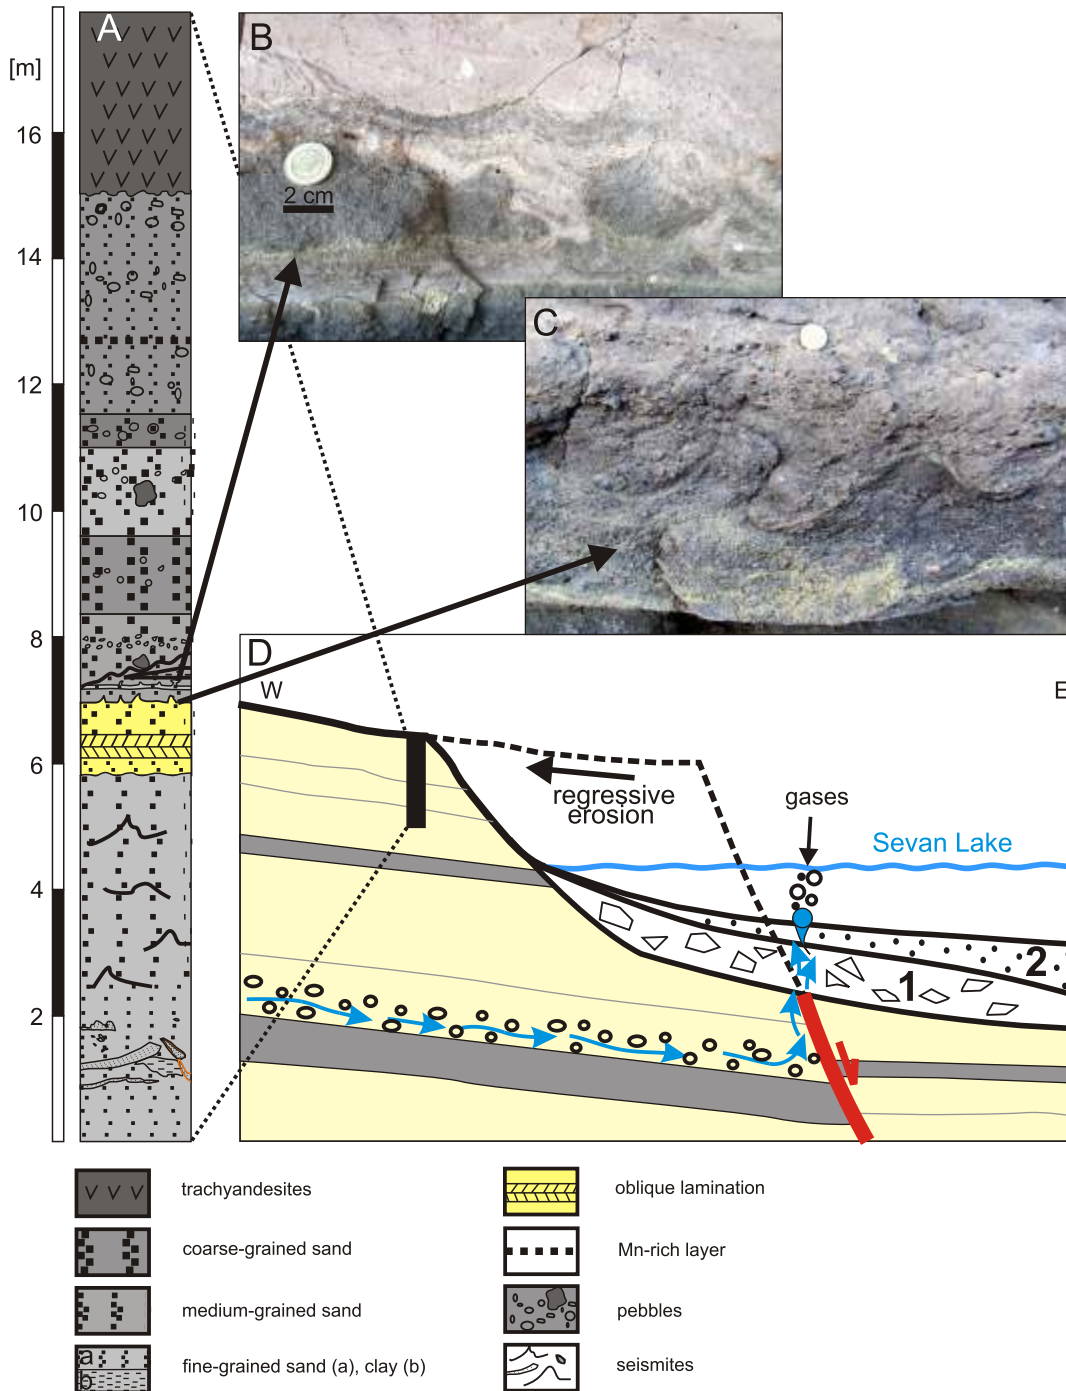 A
[m]
16
14
12
10
8
6
4
2
B
2 cm
C
D
W
E
regressive
erosion
gases
Sevan Lake
1
2
trachyandesites
coarse-grained sand
medium-grained sand
a
b
fine-grained sand (a), clay (b)
oblique lamination
Mn-rich layer
pebbles
seismites